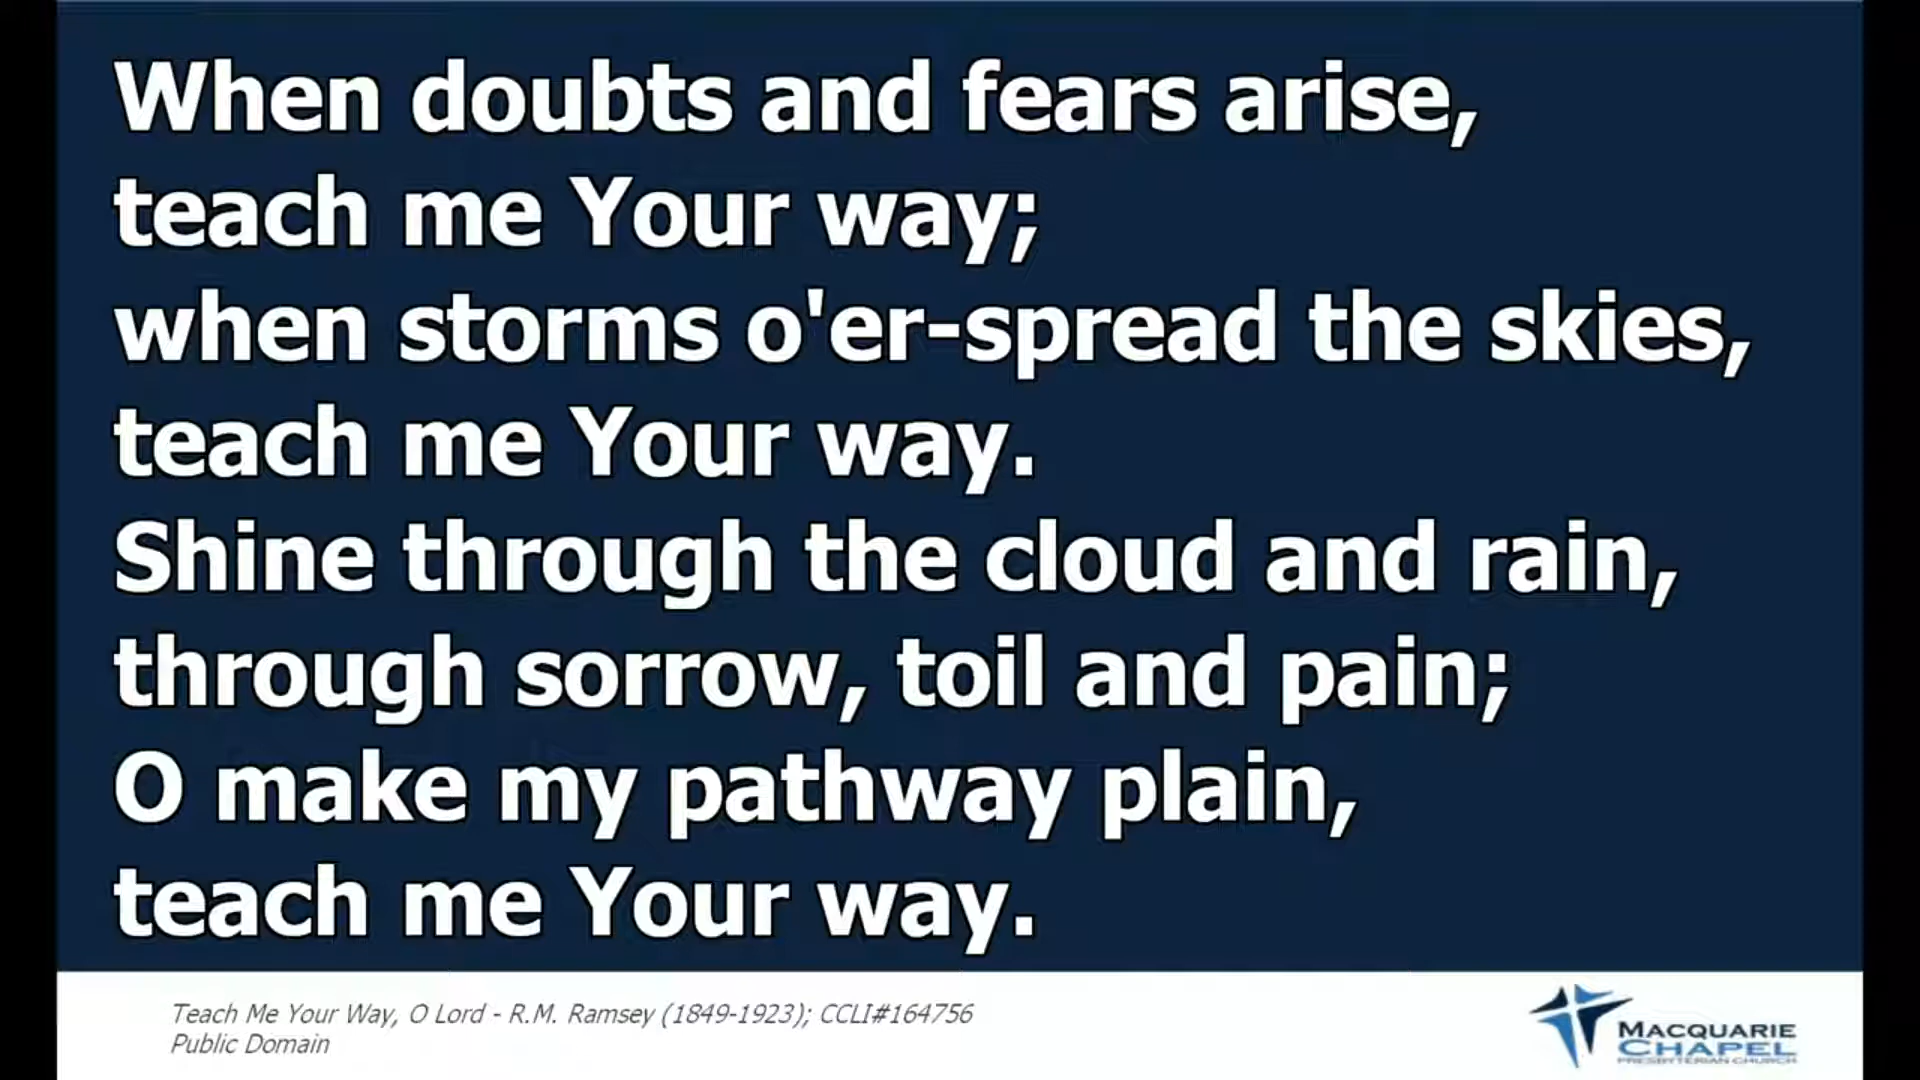 When doubts and fears arise,
teach me Your way;
when storms o'er-spread the skies,
teach me Your way.
Shine through the cloud and rain,
through sorrow, toil and pain;
O make my pathway plain,
teach me Your way.
Teach Me Your Way, O Lord - R.M. Ramsey (1849-1923); CCLI#164756
Public Domain
MACQUARIE
CHAPEL
PRESBYTERIAN CHURCH